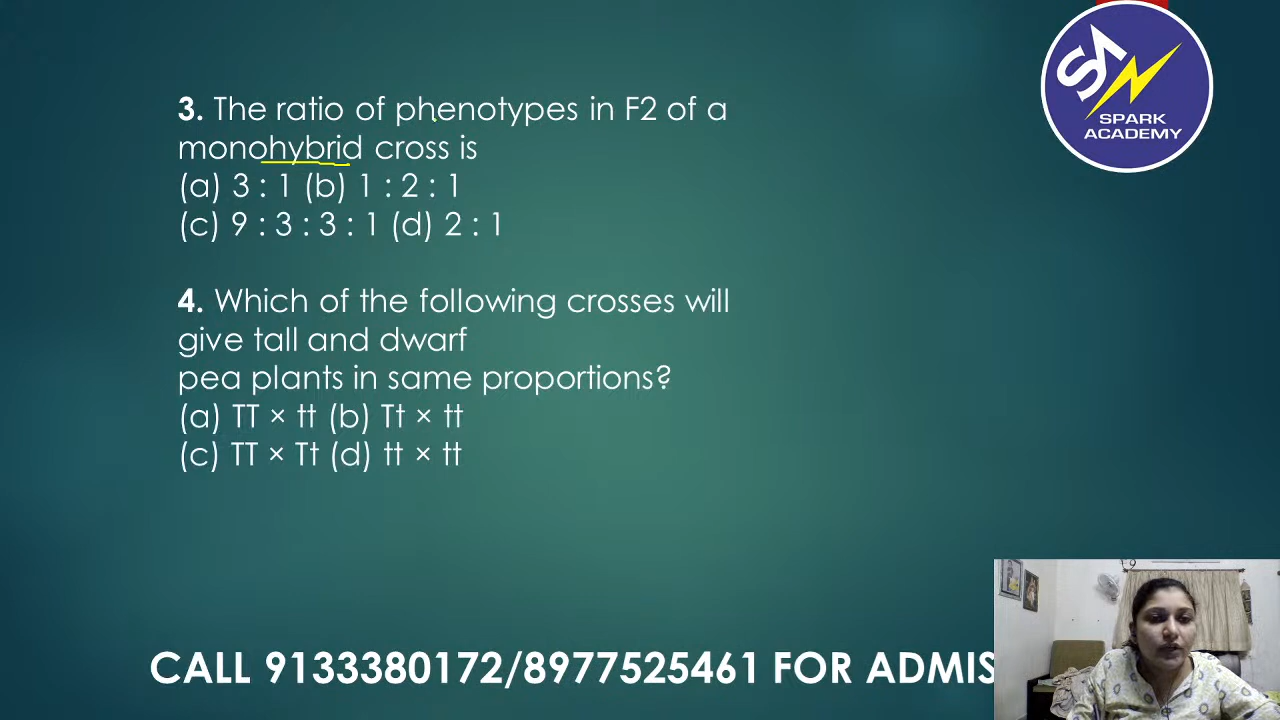 3. The ratio of phenotypes in F2 of a
monohybrid cross is
(a) 3 : 1 (b) 1 : 2 : 1
(c) 9 : 3 : 3 : 1 (d) 2 : 1
4. Which of the following crosses will
give tall and dwarf
pea plants in same proportions?
(a) TT × tt (b) Tt × tt
(c) TT × Tt (d) tt × tt
SPARK
ACADEMY
CALL 9133380172/8977525461 FOR ADMIS